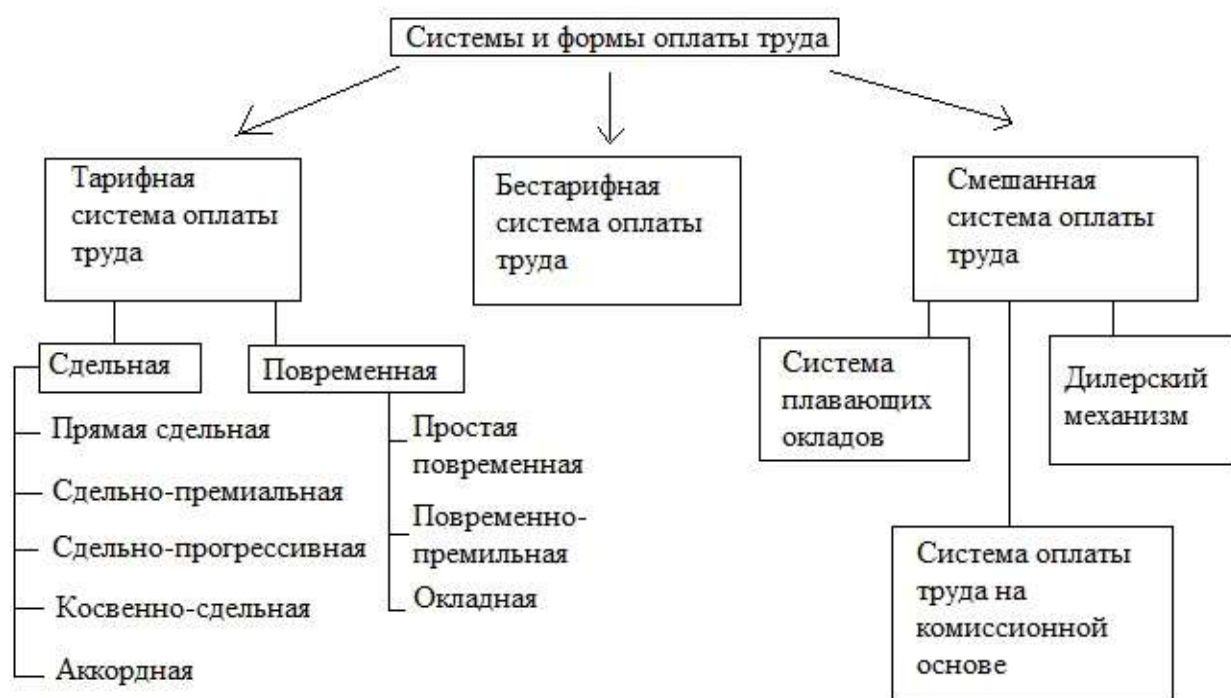 Системы и формы оплаты труда
Тарифная
система оплаты
труда
Бестарифная
система оплаты
труда
Смешанная
система оплаты
труда
Сдельная
Прямая сдельная
Сдельно-премиальная
Сдельно-прогрессивная
Косвенно-сдельная
Аккордная
Повременная
Простая
повременная
Повременно-
премильная
Окладная
Система
плавающих
окладов
Система оплаты
труда на
комиссионной
основе
Дилерский
механизм